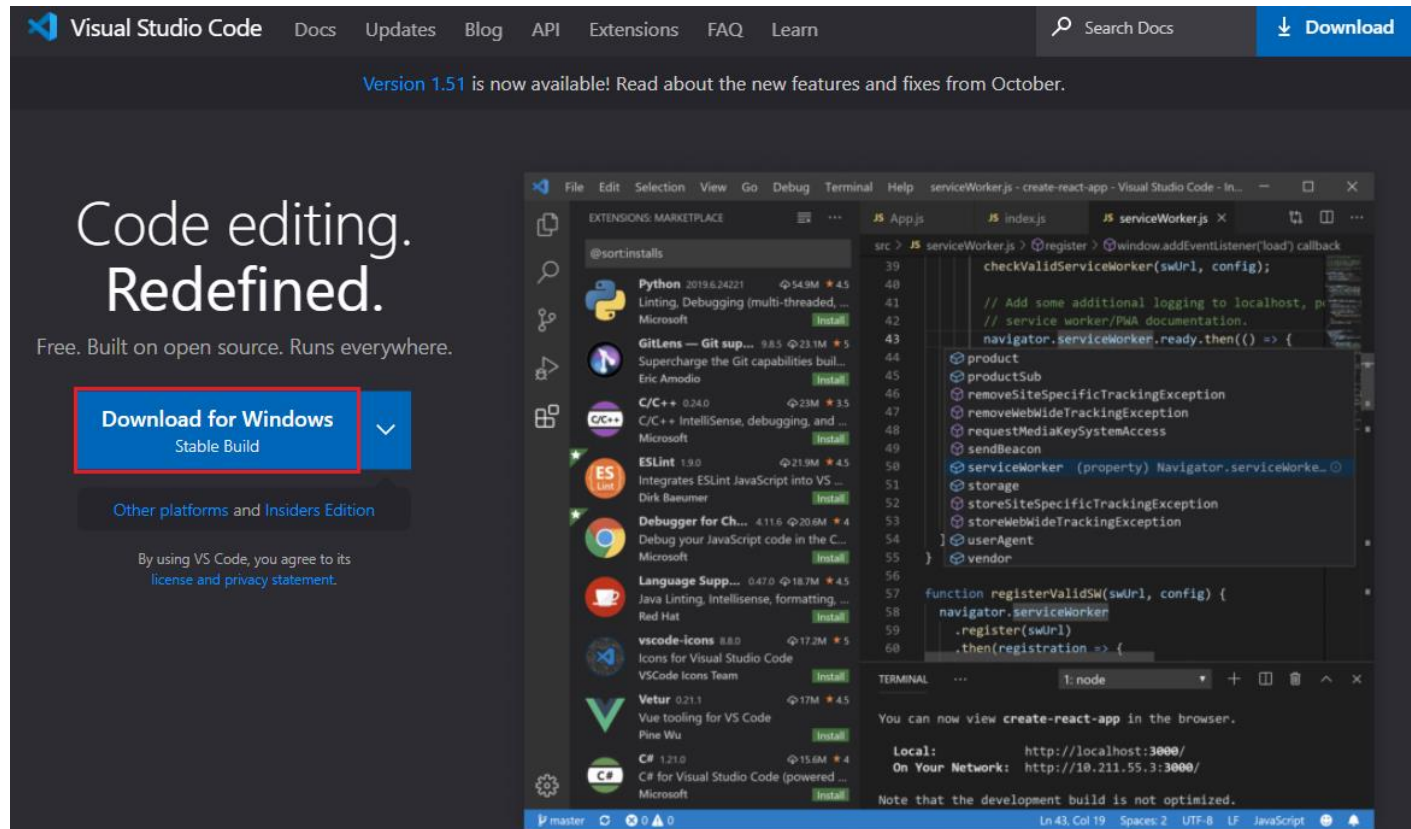 Visual Studio Code Docs Updates Blog API Extensions FAQ Learn Search Docs Download
Version 1.51 is now available! Read about the new features and fixes from October.
Code editing.
Redefined.
Free. Built on open source. Runs everywhere.
Download for Windows
Stable Build
Other platforms and Insiders Edition
By using VS Code, you agree to its
license and privacy statement.
File Edit Selection View Go Debug Terminal Help serviceWorker.js - create-react-app - Visual Studio Code - In...
EXTENSIONS: MARKETPLACE
@sort:installs
Python 2019.6.24221 54.9M ★ 4.5
Linting, Debugging (multi-threaded, ...
Microsoft Install
GitLens — Git sup... 9.8.5 23.1M ★ 5
Supercharge the Git capabilities buil...
Eric Amodio Install
C/C++ 0.24.0 23M ★ 3.5
C/C++ IntelliSense, debugging, and ...
Microsoft Install
ESLint 1.9.0 21.9M ★ 4.5
Integrates ESLint JavaScript into VS ...
Dirk Baeumer Install
Debugger for Ch... 4.11.6 20.6M ★ 4
Debug your JavaScript code in the C...
Microsoft Install
Language Supp... 0.47.0 18.7M ★ 4.5
Java Linting, Intellisense, formatting, ...
Red Hat Install
vscode-icons 8.8.0 17.2M ★ 5
Icons for Visual Studio Code
VSCode Icons Team Install
Vetur 0.21.1 17M ★ 4.5
Vue tooling for VS Code
Pine Wu Install
C# 1.21.0 15.6M ★ 4
C# for Visual Studio Code (powered ...
Microsoft Install
C/C++
ES
Lint
C#
JS App.js JS index.js JS serviceWorker.js ×
src > JS serviceWorker.js > register > window.addEventListener('load') callback
39 checkValidServiceWorker(swUrl, config);
40
41 // Add some additional logging to localhost, p
42 // service worker/PWA documentation.
43 navigator.serviceWorker.ready.then(() => {
44 product
45 productSub
46 removeSiteSpecificTrackingException
47 removeWebWideTrackingException
48 requestMediaKeySystemAccess
49 sendBeacon
50 serviceWorker (property) Navigator.serviceWorke...
51 storage
52 storeSiteSpecificTrackingException
53 storeWebWideTrackingException
54 } userAgent
55 } vendor
56
57 function registerValidSW(swUrl, config) {
58 navigator.serviceWorker
59 .register(swUrl)
60 .then(registration => {
TERMINAL ... 1: node
You can now view create-react-app in the browser.
Local: http://localhost:3000/
On Your Network: http://10.211.55.3:3000/
Note that the development build is not optimized.
master 0 0 Ln 43, Col 19 Spaces: 2 UTF-8 LF JavaScript